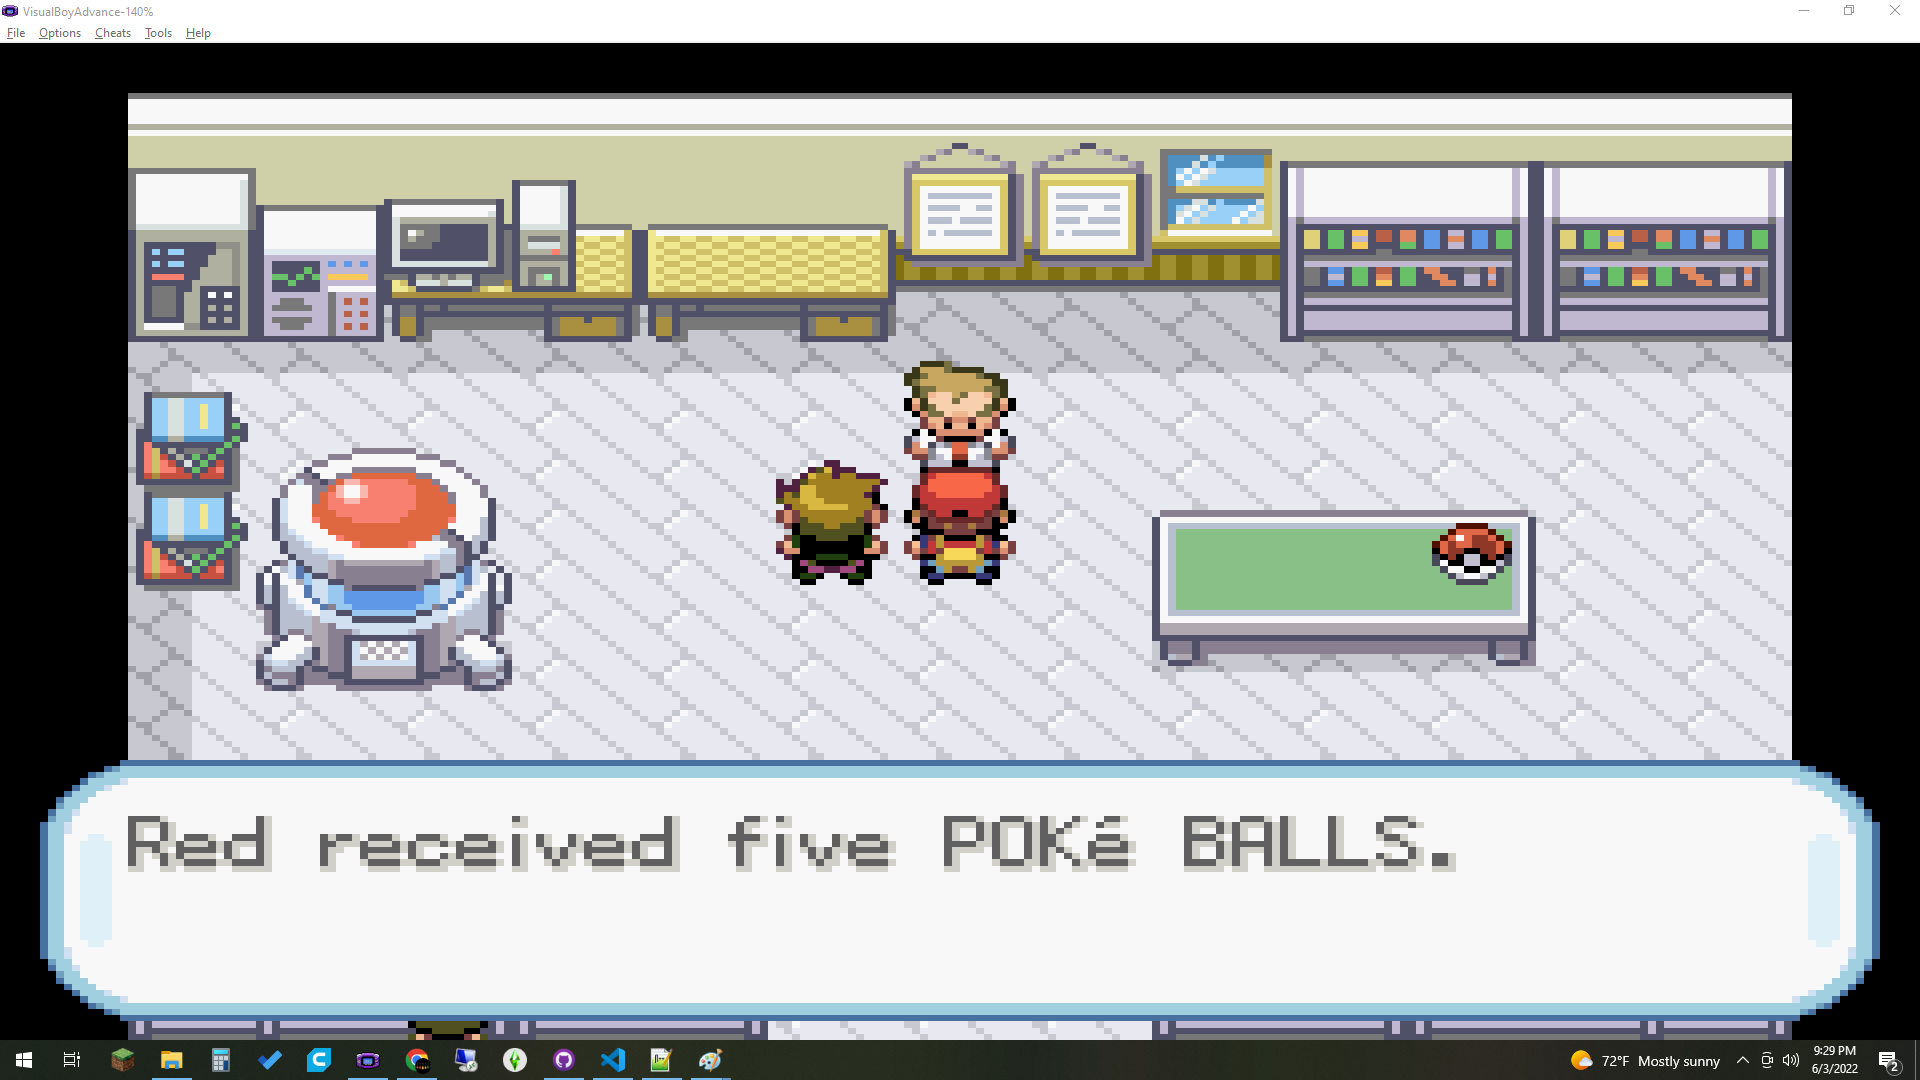 VisualBoyAdvance-140%
File Options Cheats Tools Help
Red received five POKé BALLS.
72°F Mostly sunny
9:29 PM
6/3/2022
2